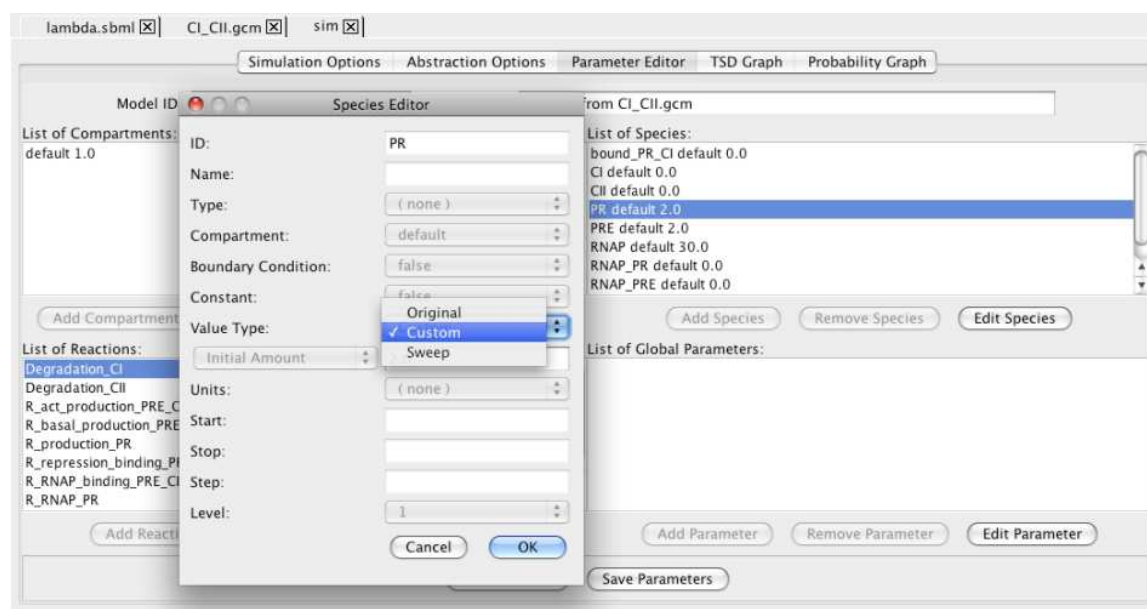 lambda.sbml CI_CII.gcm sim
Simulation Options Abstraction Options Parameter Editor TSD Graph Probability Graph
Model ID
from CI_CII.gcm
List of Compartments:
default 1.0
Add Compartment
List of Reactions:
Degradation_CI
Degradation_CII
R_act_production_PRE_C
R_basal_production_PRE
R_production_PR
R_repression_binding_P
R_RNAP_binding_PRE_CI
R_RNAP_PR
Add Reacti
Species Editor
ID: PR
Name:
Type: ( none )
Compartment: default
Boundary Condition: false
Constant: false
Value Type:
Original
✓ Custom
Sweep
Initial Amount
Units: ( none )
Start:
Stop:
Step:
Level: 1
Cancel OK
List of Species:
bound_PR_CI default 0.0
CI default 0.0
CII default 0.0
PR default 2.0
PRE default 2.0
RNAP default 30.0
RNAP_PR default 0.0
RNAP_PRE default 0.0
Add Species Remove Species Edit Species
List of Global Parameters:
Add Parameter Remove Parameter Edit Parameter
Save Parameters